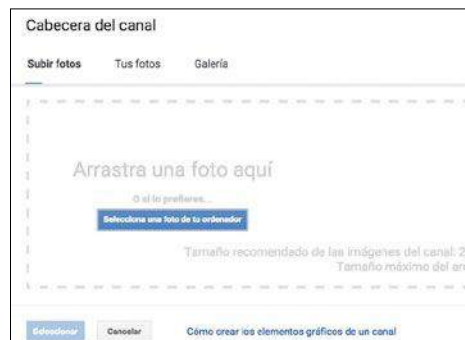 Cabecera del canal
Subir fotos Tus fotos Galería
Arrastra una foto aquí
O si lo prefieres...
Selecciona una foto de tu ordenador
Tamaño recomendado de las imágenes del canal: 2
Tamaño máximo del
Seleccionar Cancelar Cómo crear los elementos gráficos de un canal